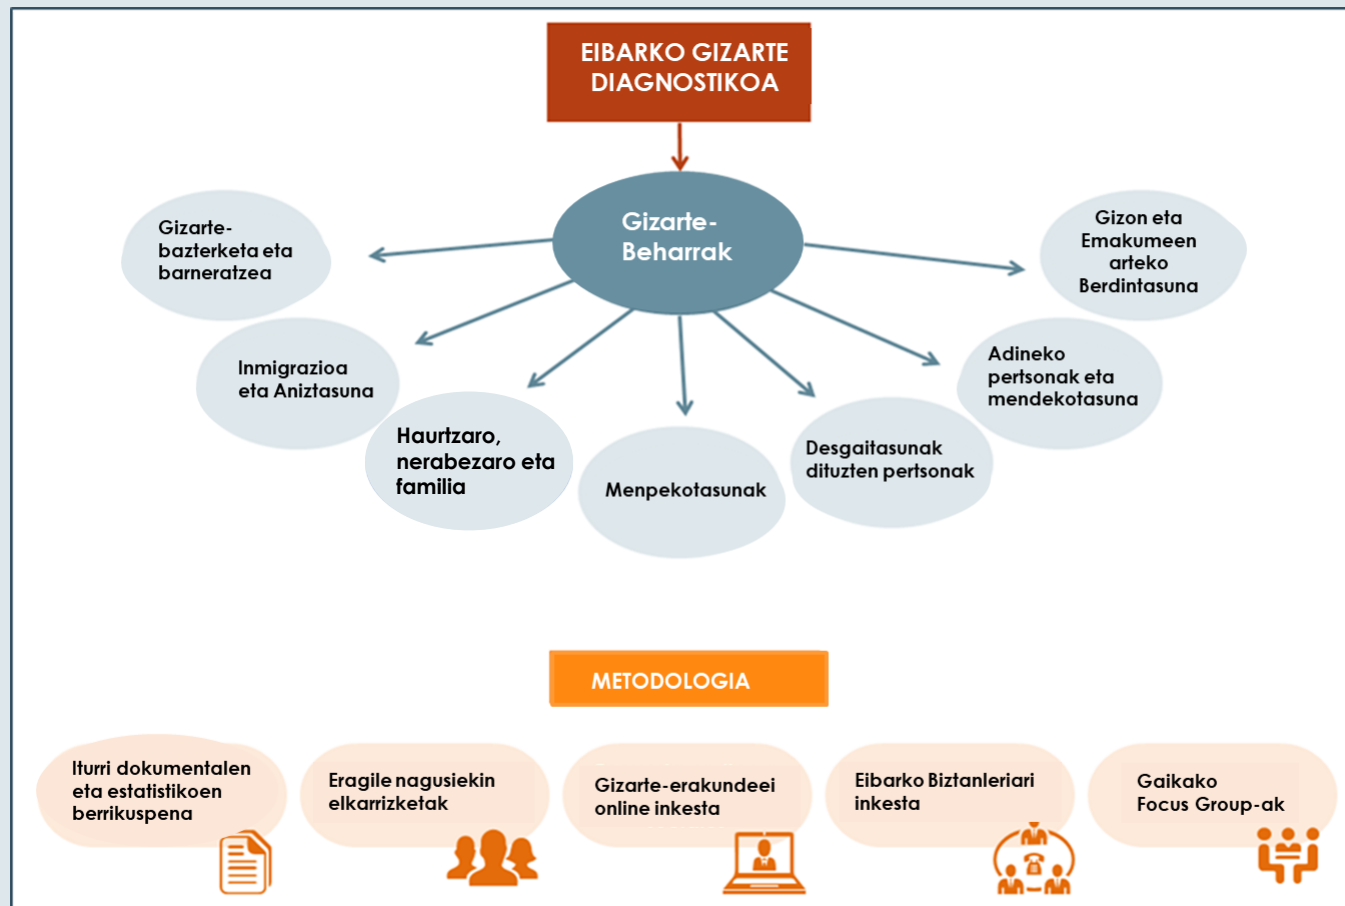 EIBARKO GIZARTE
DIAGNOSTIKOA
Gizarte-
Beharrak
Gizarte-
bazterketa eta
barneratzea
Inmigrazioa
eta Aniztasuna
Haurtzaro,
nerabezaro eta
familia
Menpekotasunak
Desgaitasunak
dituzten pertsonak
Adineko
pertsonak eta
mendekotasuna
Gizon eta
Emakumeen
arteko
Berdintasuna
METODOLOGIA
Iturri dokumentalen
eta estatistikoen
berrikuspena
Eragile nagusiekin
elkarrizketak
Gizarte-erakundeei
online inkesta
Eibarko Biztanleriari
inkesta
Gaikako
Focus Group-ak